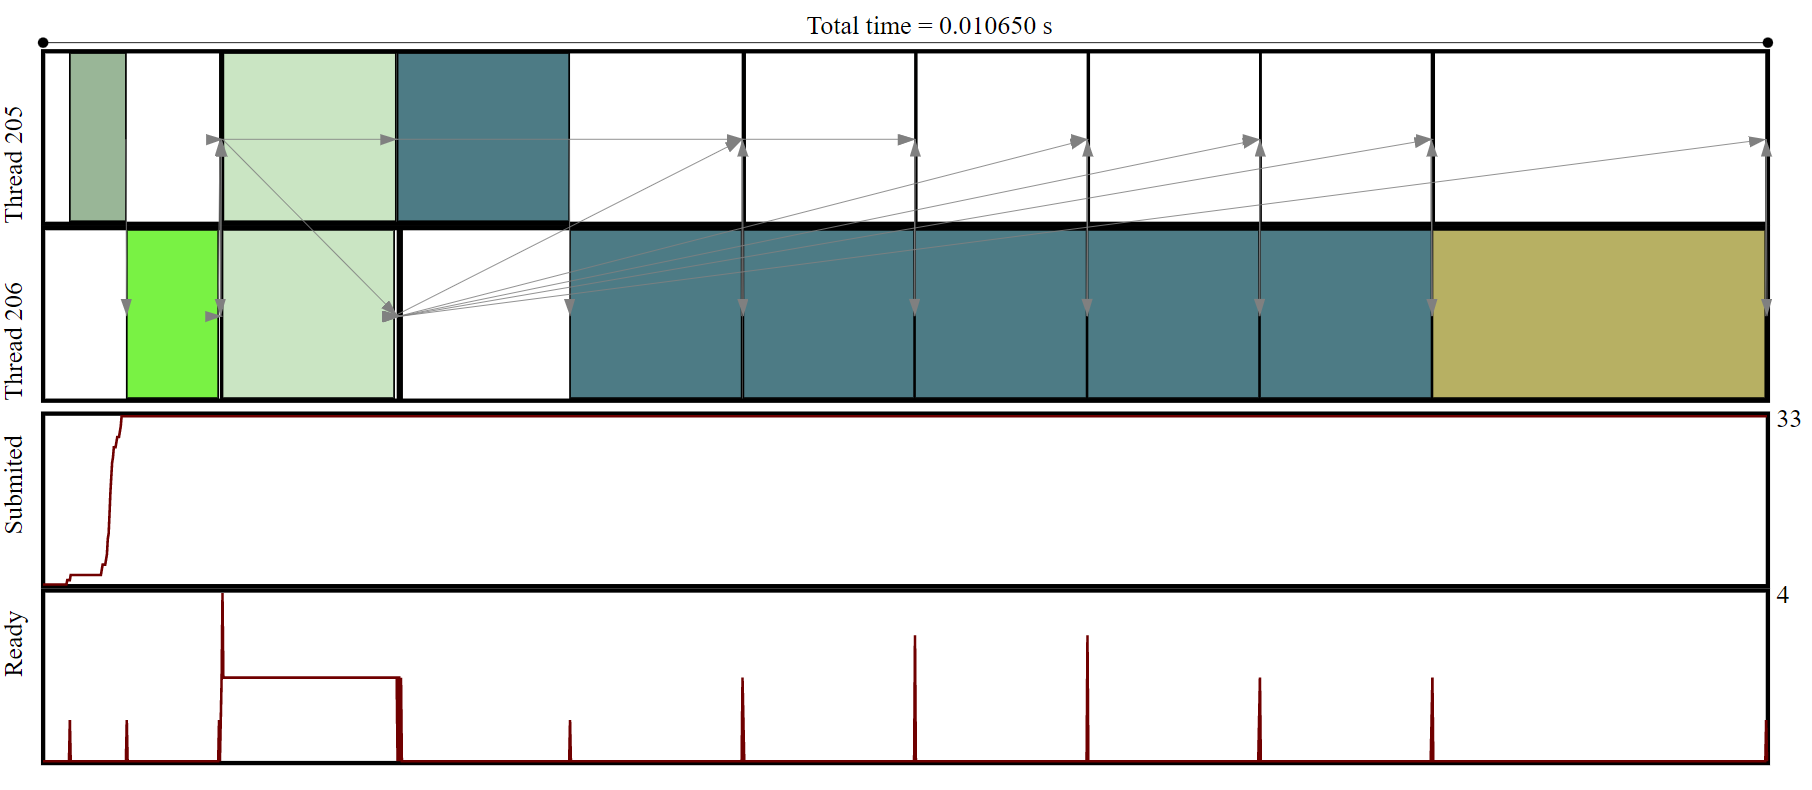 Total time = 0.010650 s
Thread 205
Thread 206
Submited
33
Ready
4